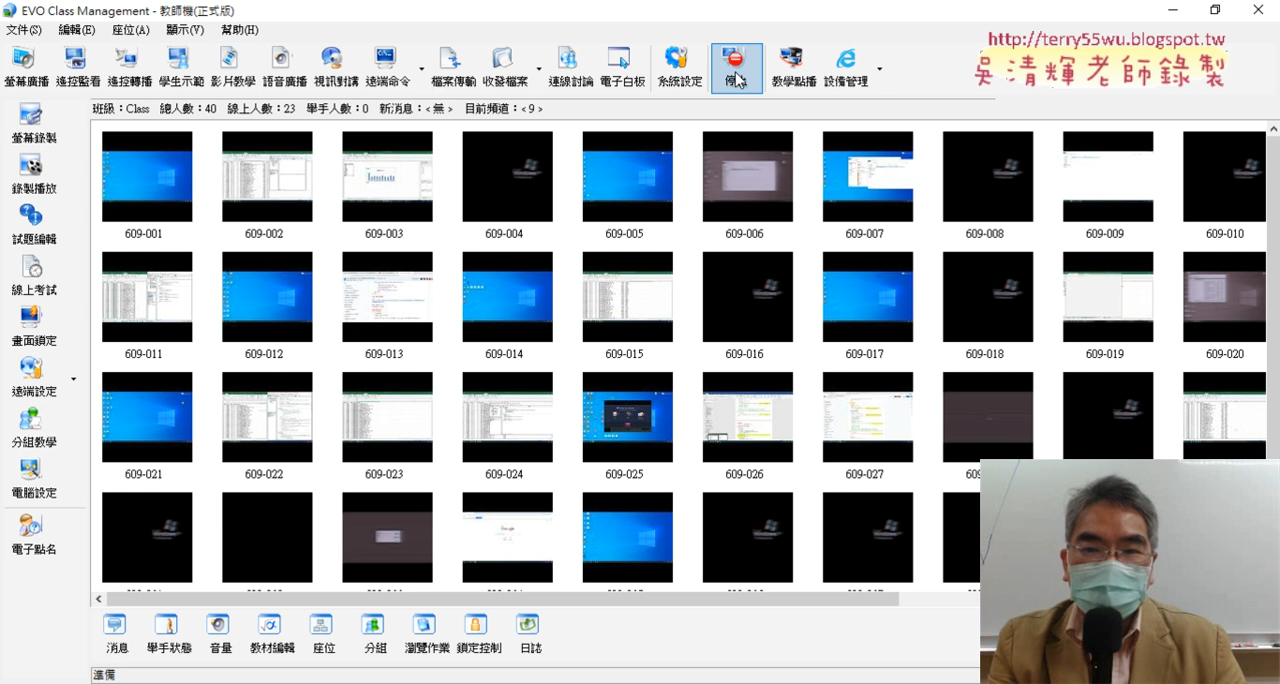 EVO Class Management - 教師機(正式版)
文件(S) 編輯(E) 座位(A) 顯示(V) 幫助(H)
http://terry55wu.blogspot.tw
吳清輝老師錄製
螢幕廣播 遙控監看 遙控轉播 學生示範 影片教學 語音廣播 視訊對講 遠端命令 檔案傳輸 收發檔案 連線討論 電子白板 系統設定 教學點播 設備管理
班級：Class 總人數：40 線上人數：23 舉手人數：0 新消息：< 無 > 目前頻道：< 9 >
螢幕錄製
錄製播放
試題編輯
線上考試
畫面鎖定
遠端設定
分組教學
電腦設定
電子點名
609-001 609-002 609-003 609-004 609-005 609-006 609-007 609-008 609-009 609-010
609-011 609-012 609-013 609-014 609-015 609-016 609-017 609-018 609-019 609-020
609-021 609-022 609-023 609-024 609-025 609-026 609-027
消息 舉手狀態 音量 教材編輯 座位 分組 瀏覽作業 鎖定控制 日誌
準備